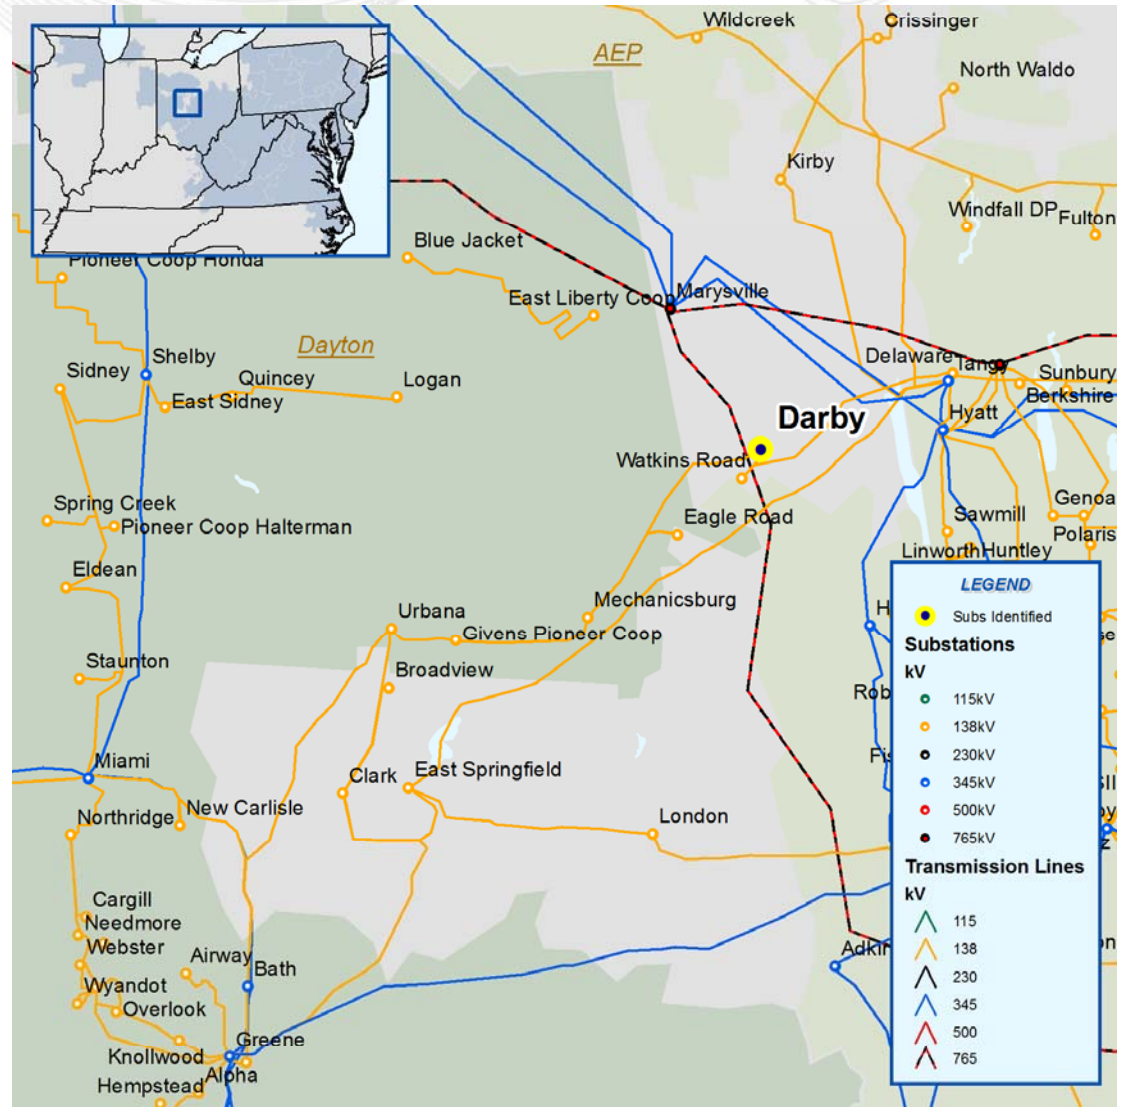 Wildcreek
Crissinger
AEP
North Waldo
Kirby
Windfall DP
Fulton
Blue Jacket
Pioneer Coop Honda
East Liberty Coop
Marysville
Dayton
Shelby
Delaware
Tangy
Sidney
Quincey
Logan
Sunbury
East Sidney
Berkshire
Hyatt
Darby
Watkins Road
Spring Creek
Genoa
Pioneer Coop Halterman
Eagle Road
Sawmill
Polaris
Linworth
Huntley
Eldean
Mechanicsburg
Urbana
Givens Pioneer Coop
Staunton
Broadview
Miami
Clark
East Springfield
Northridge
New Carlisle
London
Cargill
Needmore
Webster
Airway
Bath
Wyandot
Overlook
Greene
Knollwood
Alpha
Hempstead
LEGEND
Subs Identified
Substations
kV
115kV
138kV
230kV
345kV
500kV
765kV
Transmission Lines
kV
115
138
230
345
500
765